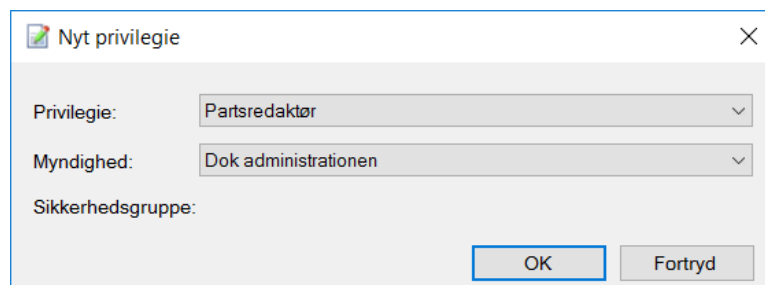 Nyt privilegie
Privilegie: Partsredaktør
Myndighed: Dok administrationen
Sikkerhedsgruppe:
OK Fortryd